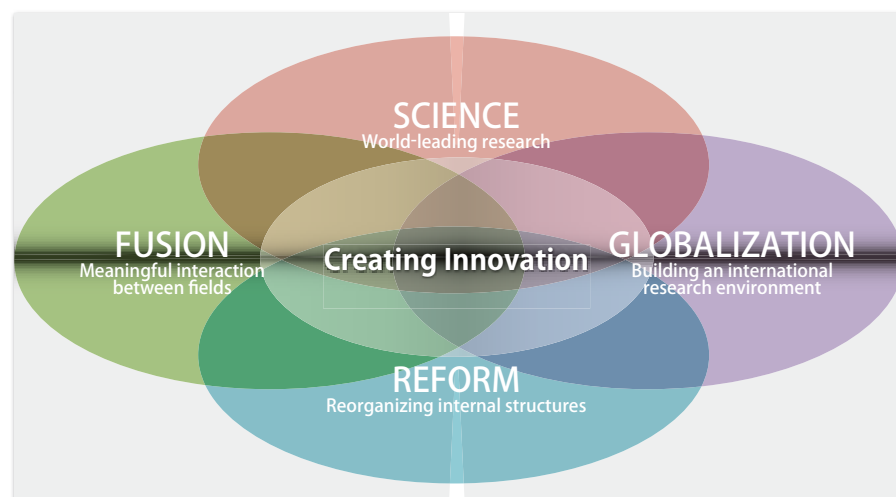 SCIENCE
World-leading research
FUSION
Meaningful interaction
between fields
Creating Innovation
GLOBALIZATION
Building an international
research environment
REFORM
Reorganizing internal structures